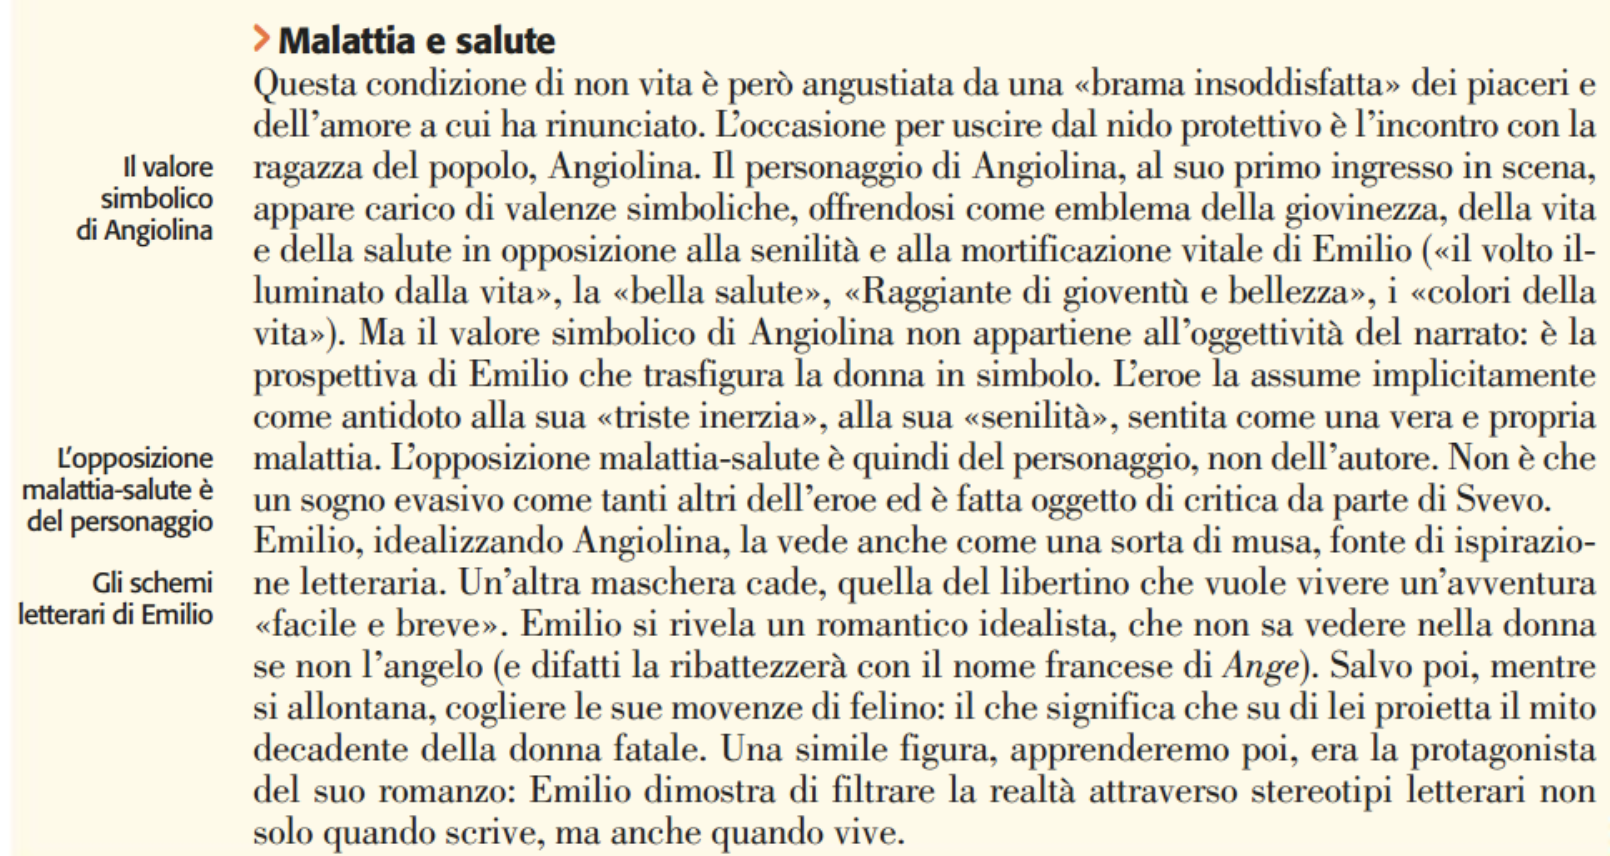 > Malattia e salute
Questa condizione di non vita è però angustiata da una «brama insoddisfatta» dei piaceri e
dell'amore a cui ha rinunciato. L'occasione per uscire dal nido protettivo è l'incontro con la
ragazza del popolo, Angiolina. Il personaggio di Angiolina, al suo primo ingresso in scena,
appare carico di valenze simboliche, offrendosi come emblema della giovinezza, della vita
e della salute in opposizione alla senilità e alla mortificazione vitale di Emilio («il volto il-
luminato dalla vita», la «bella salute», «Raggiante di gioventù e bellezza», i «colori della
vita»). Ma il valore simbolico di Angiolina non appartiene all'oggettività del narrato: è la
prospettiva di Emilio che trasfigura la donna in simbolo. L'eroe la assume implicitamente
come antidoto alla sua «triste inerzia», alla sua «senilità», sentita come una vera e propria
malattia. L'opposizione malattia-salute è quindi del personaggio, non dell'autore. Non è che
un sogno evasivo come tanti altri dell'eroe ed è fatta oggetto di critica da parte di Svevo.
Emilio, idealizzando Angiolina, la vede anche come una sorta di musa, fonte di ispirazio-
ne letteraria. Un'altra maschera cade, quella del libertino che vuole vivere un'avventura
«facile e breve». Emilio si rivela un romantico idealista, che non sa vedere nella donna
se non l'angelo (e difatti la ribattezzerà con il nome francese di Ange). Salvo poi, mentre
si allontana, cogliere le sue movenze di felino: il che significa che su di lei proietta il mito
decadente della donna fatale. Una simile figura, apprenderemo poi, era la protagonista
del suo romanzo: Emilio dimostra di filtrare la realtà attraverso stereotipi letterari non
solo quando scrive, ma anche quando vive.
Il valore
simbolico
di Angiolina
L'opposizione
malattia-salute è
del personaggio
Gli schemi
letterari di Emilio